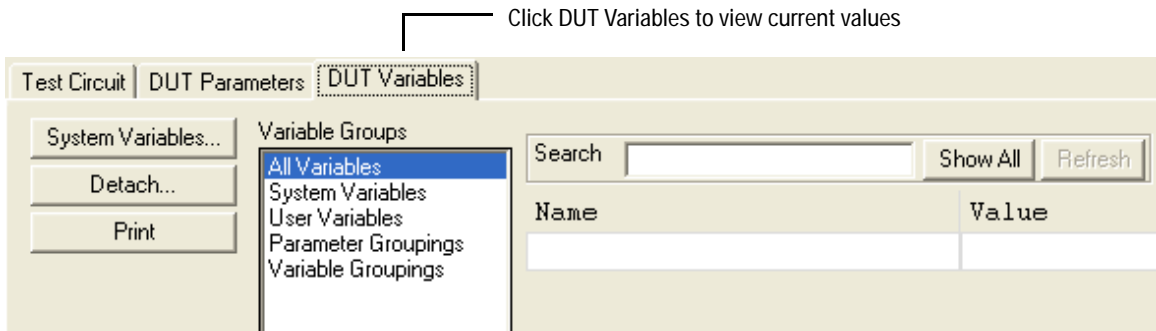 Click DUT Variables to view current values
Test Circuit DUT Parameters DUT Variables
System Variables...
Detach...
Print
Variable Groups
All Variables
System Variables
User Variables
Parameter Groupings
Variable Groupings
Search Show All Refresh
Name Value